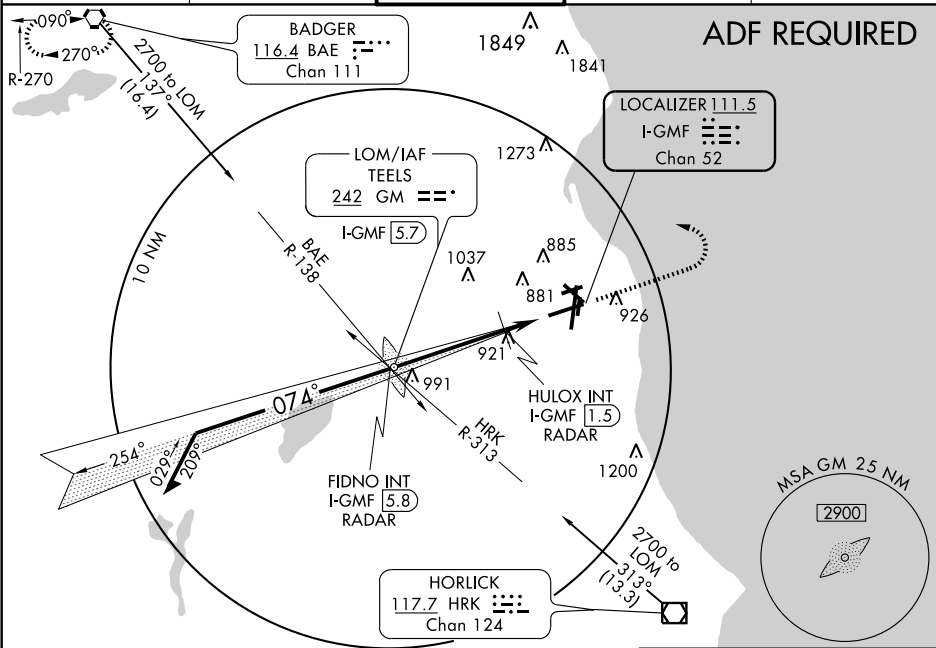 090°
270°
R-270
BADGER
116.4 BAE
Chan 111
2700 to LOM
137°
(16.4)
1849
1841
ADF REQUIRED
LOCALIZER 111.5
I-GMF
Chan 52
1273
LOM/IAF
TEELS
242 GM
I-GMF 5.7
10 NM
BAE
R-138
1037
885
881
926
921
991
074°
254°
029°
209°
HULOX INT
I-GMF 1.5
RADAR
HRK
R-313
FIDNO INT
I-GMF 5.8
RADAR
1200
MSA GM 25 NM
2900
2700 to
LOM
313°
(13.3)
HORLICK
117.7 HRK
Chan 124